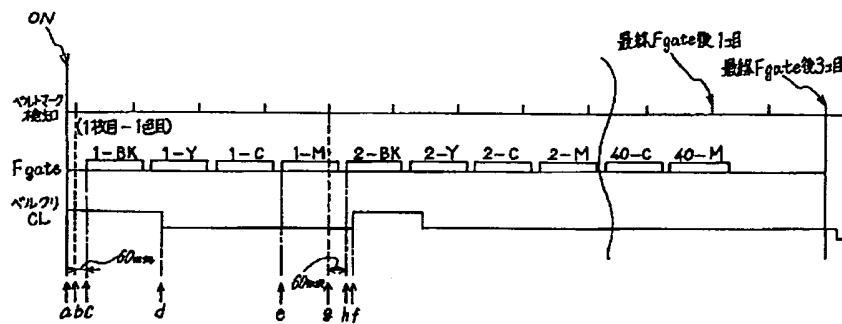 ON
最終Fgate後1コ目
最終Fgate後3コ目
ベルトマーク
検知
(1枚目-1色目)
1-BK 1-Y 1-C 1-M 2-BK 2-Y 2-C 2-M 40-C 40-M
Fgate
ベルクリ
CL
60mm
60mm
a b c d e g h f